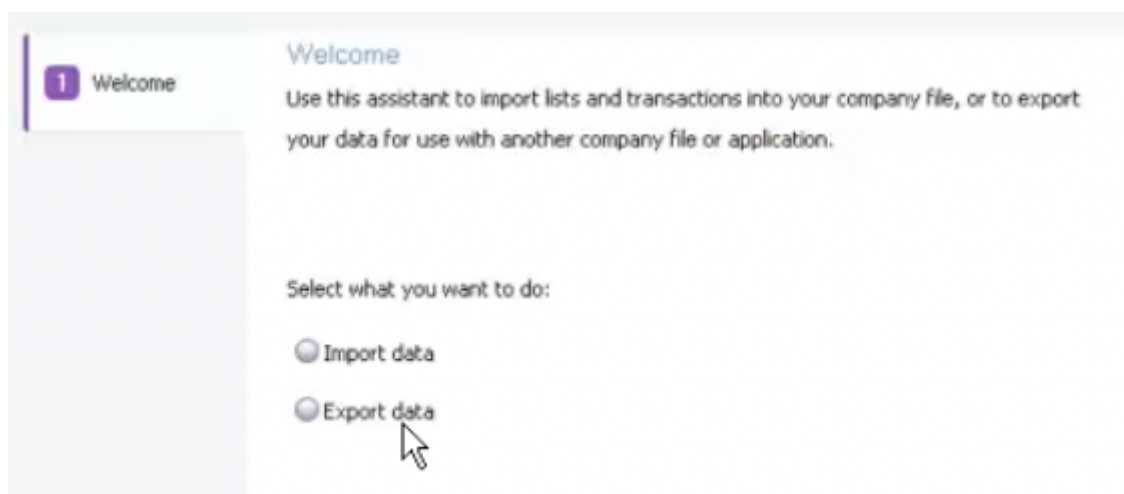 1 Welcome
Welcome
Use this assistant to import lists and transactions into your company file, or to export
your data for use with another company file or application.
Select what you want to do:
Import data
Export data